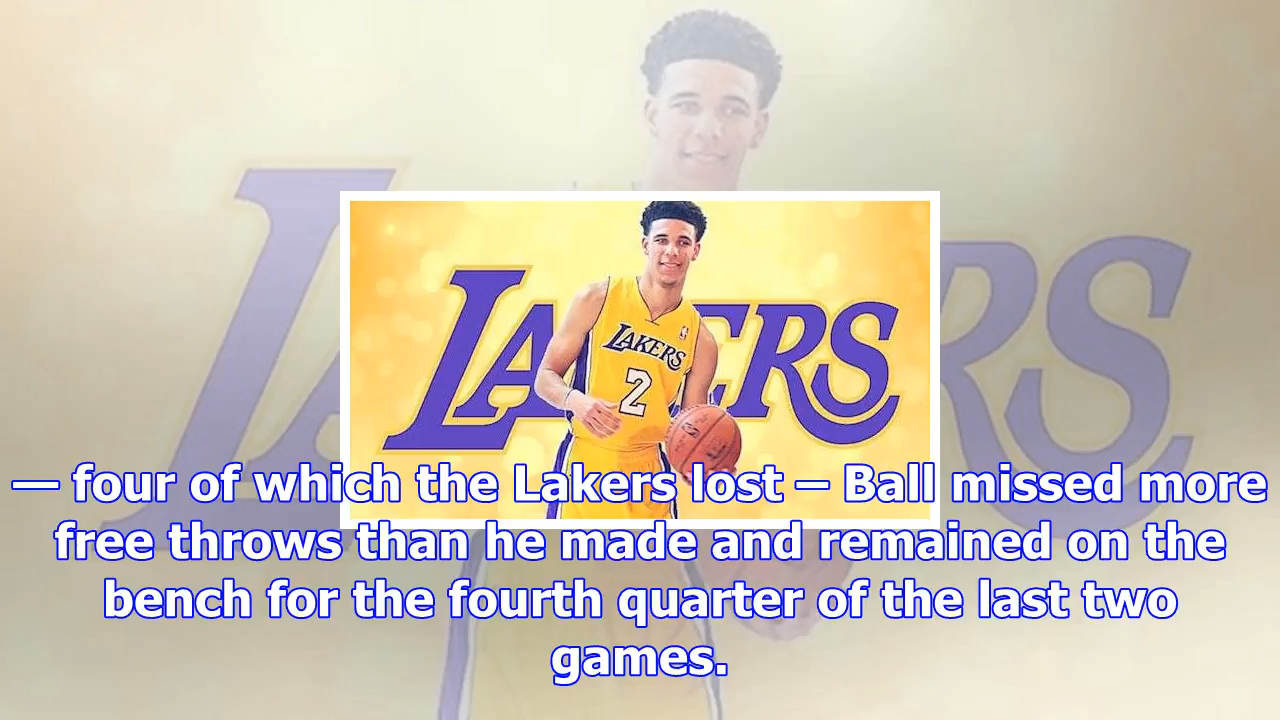 LAKERS
LAKERS
2
— four of which the Lakers lost – Ball missed more
free throws than he made and remained on the
bench for the fourth quarter of the last two
games.